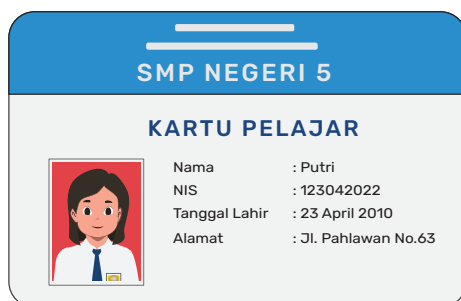 SMP NEGERI 5
KARTU PELAJAR
Nama : Putri
NIS : 123042022
Tanggal Lahir : 23 April 2010
Alamat : Jl. Pahlawan No.63